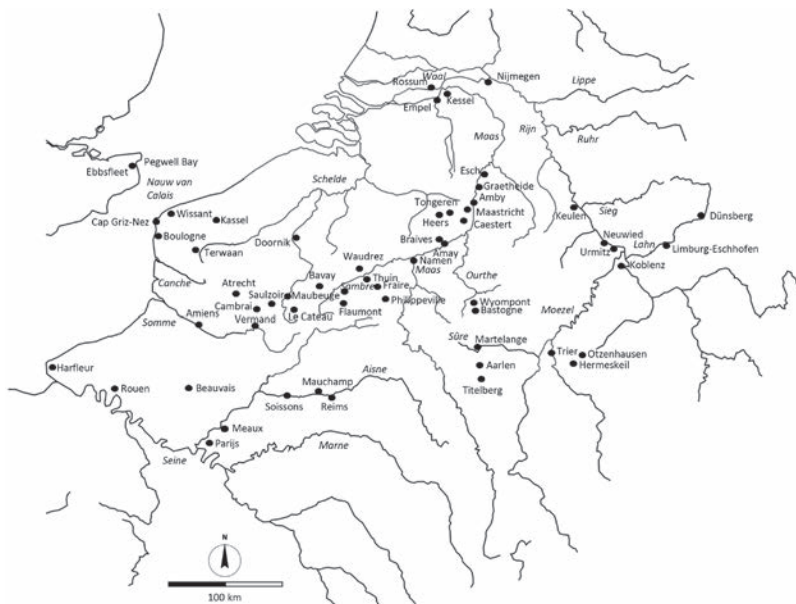 Rossum
Waal
Nijmegen
Lippe
Empel
Kessel
Maas
Rijn
Ruhr
Pegwell Bay
Ebbsfleet
Nauw van
Calais
Schelde
Esch
Graetheide
Amby
Tongeren
Maastricht
Heers
Caestert
Keulen
Sieg
Dünsberg
Wissant
Kassel
Cap Griz-Nez
Boulogne
Terwaan
Doornik
Braives
Amay
Neuwied
Lahn
Urmitz
Limburg-Eschhofen
Koblenz
Waudrez
Namen
Maas
Thuin
Ourthe
Canche
Atrecht
Bavay
Sambre
Fraire
Saulzoir
Maubeuge
Philippeville
Wyompont
Bastogne
Moezel
Cambrai
Le Cateau
Flaumont
Somme
Amiens
Vermand
Sûre
Martelange
Trier
Otzenhausen
Hermeskeil
Harfleur
Aarlen
Titelberg
Rouen
Beauvais
Mauchamp
Aisne
Soissons
Reims
Meaux
Parijs
Marne
Seine
N
100 km